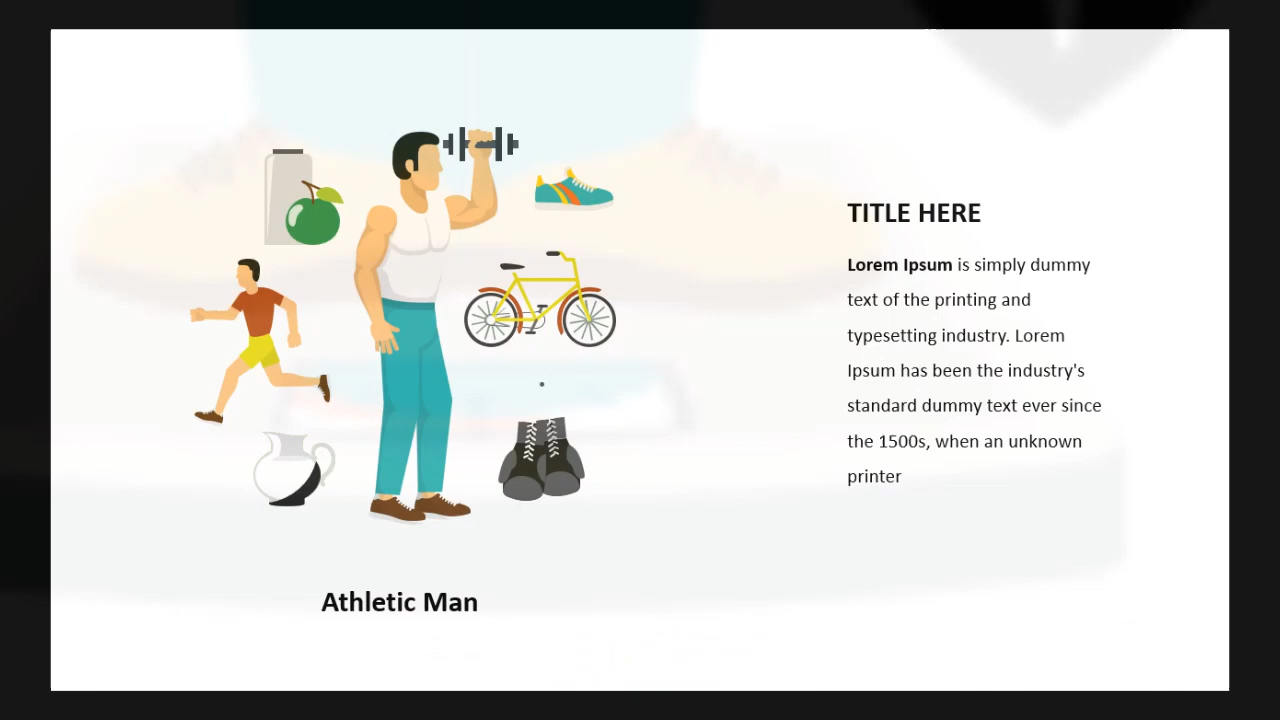 TITLE HERE
Lorem Ipsum is simply dummy
text of the printing and
typesetting industry. Lorem
Ipsum has been the industry's
standard dummy text ever since
the 1500s, when an unknown
printer
Athletic Man